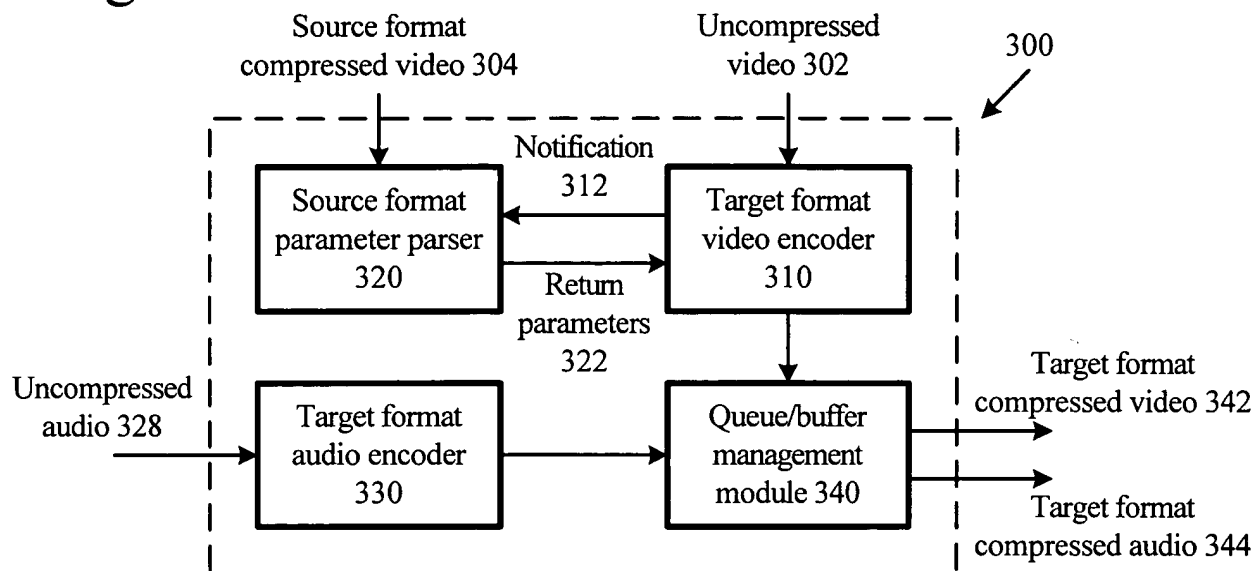 Source format
compressed video 304
Uncompressed
video 302
300
Notification
312
Source format
parameter parser
320
Target format
video encoder
310
Return
parameters
322
Uncompressed
audio 328
Target format
audio encoder
330
Queue/buffer
management
module 340
Target format
compressed video 342
Target format
compressed audio 344